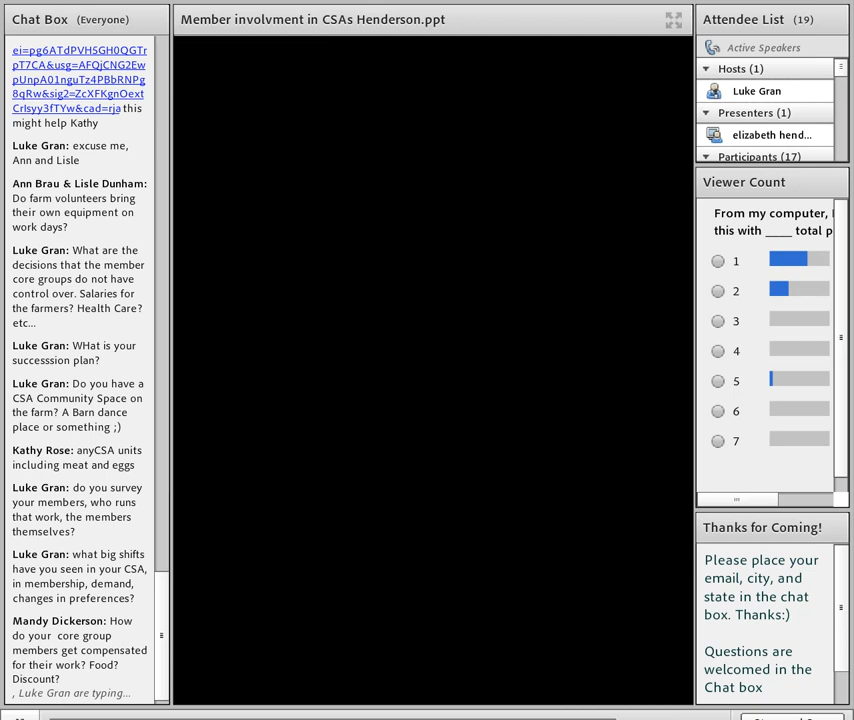 Chat Box (Everyone)
ei=pg6ATdPVHSGH0QGTr
pT7CA&usg=AFQjCNG2Ew
pUnpA01nguTz4PBbRNPg
8qRw&sig2=ZcXFKgnOext
CrIsyy3fTYw&cad=rja this
might help Kathy
Luke Gran: excuse me,
Ann and Lisle
Ann Brau & Lisle Dunham:
Do farm volunteers bring
their own equipment on
work days?
Luke Gran: What are the
decisions that the member
core groups do not have
control over. Salaries for
the farmers? Health Care?
etc...
Luke Gran: WHat is your
successsion plan?
Luke Gran: Do you have a
CSA Community Space on
the farm? A Barn dance
place or something ;)
Kathy Rose: anyCSA units
including meat and eggs
Luke Gran: do you survey
your members, who runs
that work, the members
themselves?
Luke Gran: what big shifts
have you seen in your CSA,
in membership, demand,
changes in preferences?
Mandy Dickerson: How
do your core group
members get compensated
for their work? Food?
Discount?
, Luke Gran are typing...
Member involvment in CSAs Henderson.ppt
Attendee List (19)
Active Speakers
Hosts (1)
Luke Gran
Presenters (1)
elizabeth hend...
Participants (17)
Viewer Count
From my computer,
this with ____ total p
1
2
3
4
5
6
7
Thanks for Coming!
Please place your
email, city, and
state in the chat
box. Thanks:)
Questions are
welcomed in the
Chat box